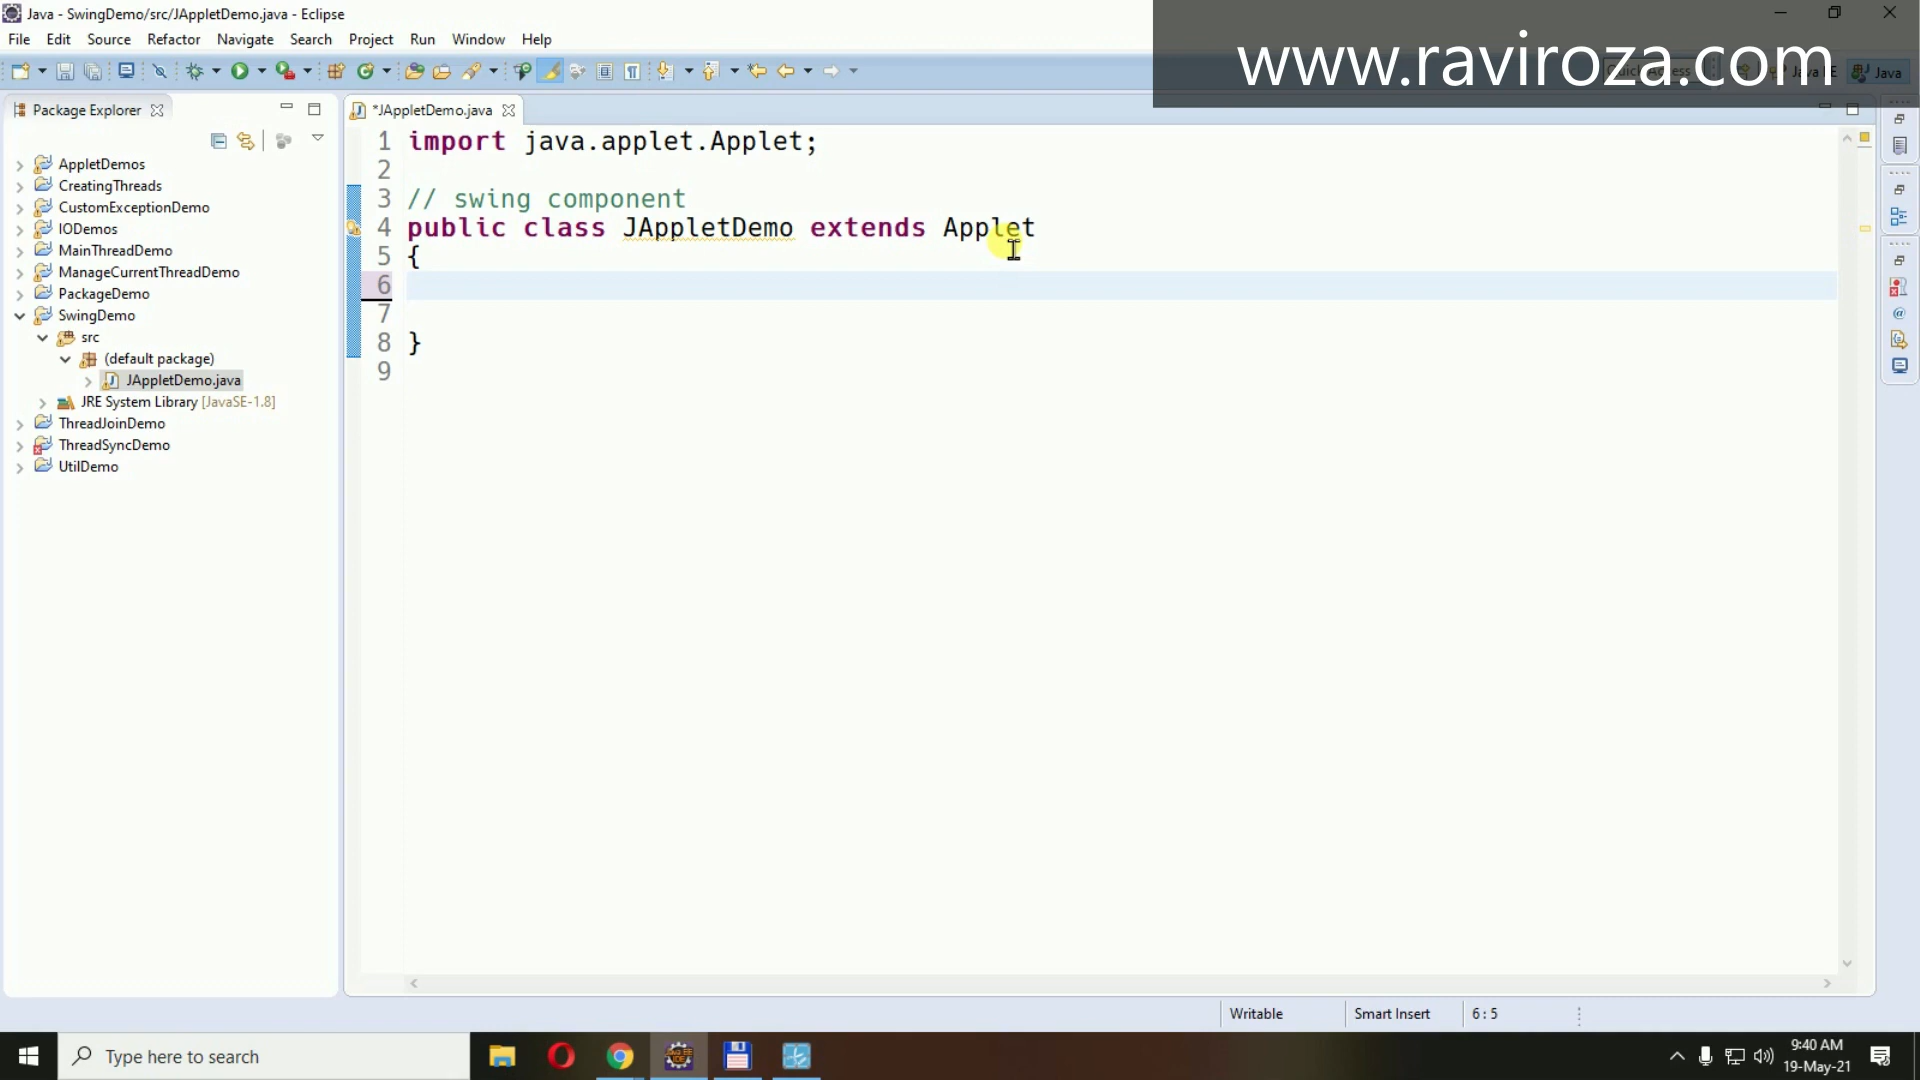 Java - SwingDemo/src/JAppletDemo.java - Eclipse
File Edit Source Refactor Navigate Search Project Run Window Help
www.raviroza.com
Java
Package Explorer
*JAppletDemo.java
AppletDemos
CreatingThreads
CustomExceptionDemo
IODemos
MainThreadDemo
ManageCurrentThreadDemo
PackageDemo
SwingDemo
src
(default package)
JAppletDemo.java
JRE System Library [JavaSE-1.8]
ThreadJoinDemo
ThreadSyncDemo
UtilDemo
1 import java.applet.Applet;
2
3 // swing component
4 public class JAppletDemo extends Applet
5 {
6
7
8 }
9
Writable Smart Insert 6 : 5
Type here to search
9:40 AM
19-May-21